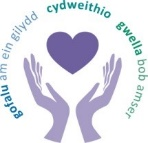 gofalu am ein gilydd
cydweithio
gwella bob amser